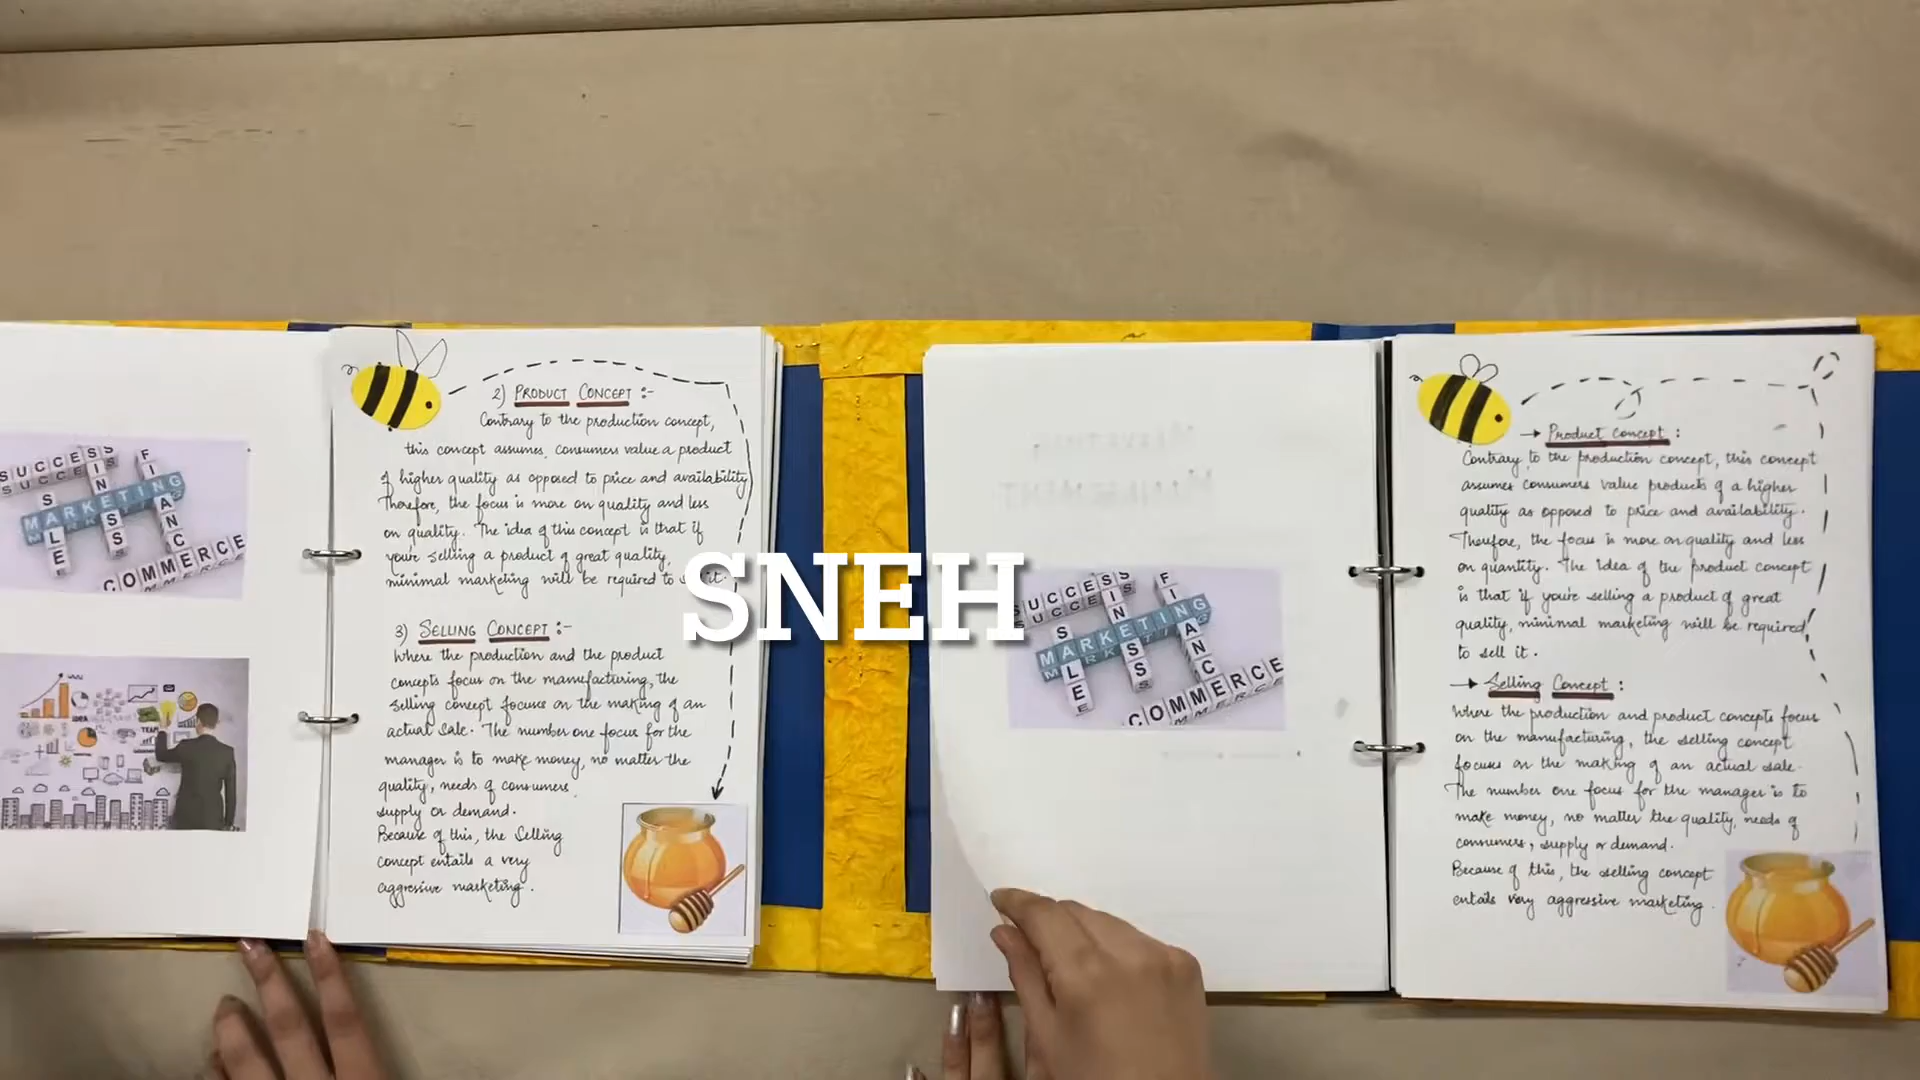 SUCCESS
BUSINESS
FINANCE
MARKETING
SALE
COMMERCE
IDEA
TEAM
2) PRODUCT CONCEPT :-
Contrary to the production concept,
this concept assumes, consumers value a product
of higher quality as opposed to price and availability
Therefore, the focus is more on quality and less
on quality. The idea of this concept is that if
you're selling a product of great quality,
minimal marketing will be required to it.
3) SELLING CONCEPT :-
Where the production and the product
concepts focus on the manufacturing, the
selling concept focuses on the making of an
actual sale. The number one focus for the
manager is to make money, no matter the
quality, needs of consumers,
supply or demand.
Because of this, the Selling
concept entails a very
aggresive marketing.
SNEH
SUCCESS
BUSINESS
FINANCE
MARKETING
SALE
COMMERCE
→ Product Concept :
Contrary to the production concept, this concept
assumes consumers value products of a higher
quality as opposed to price and availability.
Therefore, the focus is more on quality and less
on quantity. The idea of the product concept
is that if you're selling a product of great
quality, minimal marketing will be required
to sell it.
→ Selling Concept :
Where the production and product concepts focus
on the manufacturing, the selling concept
focuses on the making of an actual sale.
The number one focus for the manager is to
make money, no matter the quality, needs of
consumers, supply or demand.
Because of this, the selling concept
entails very aggressive marketing.